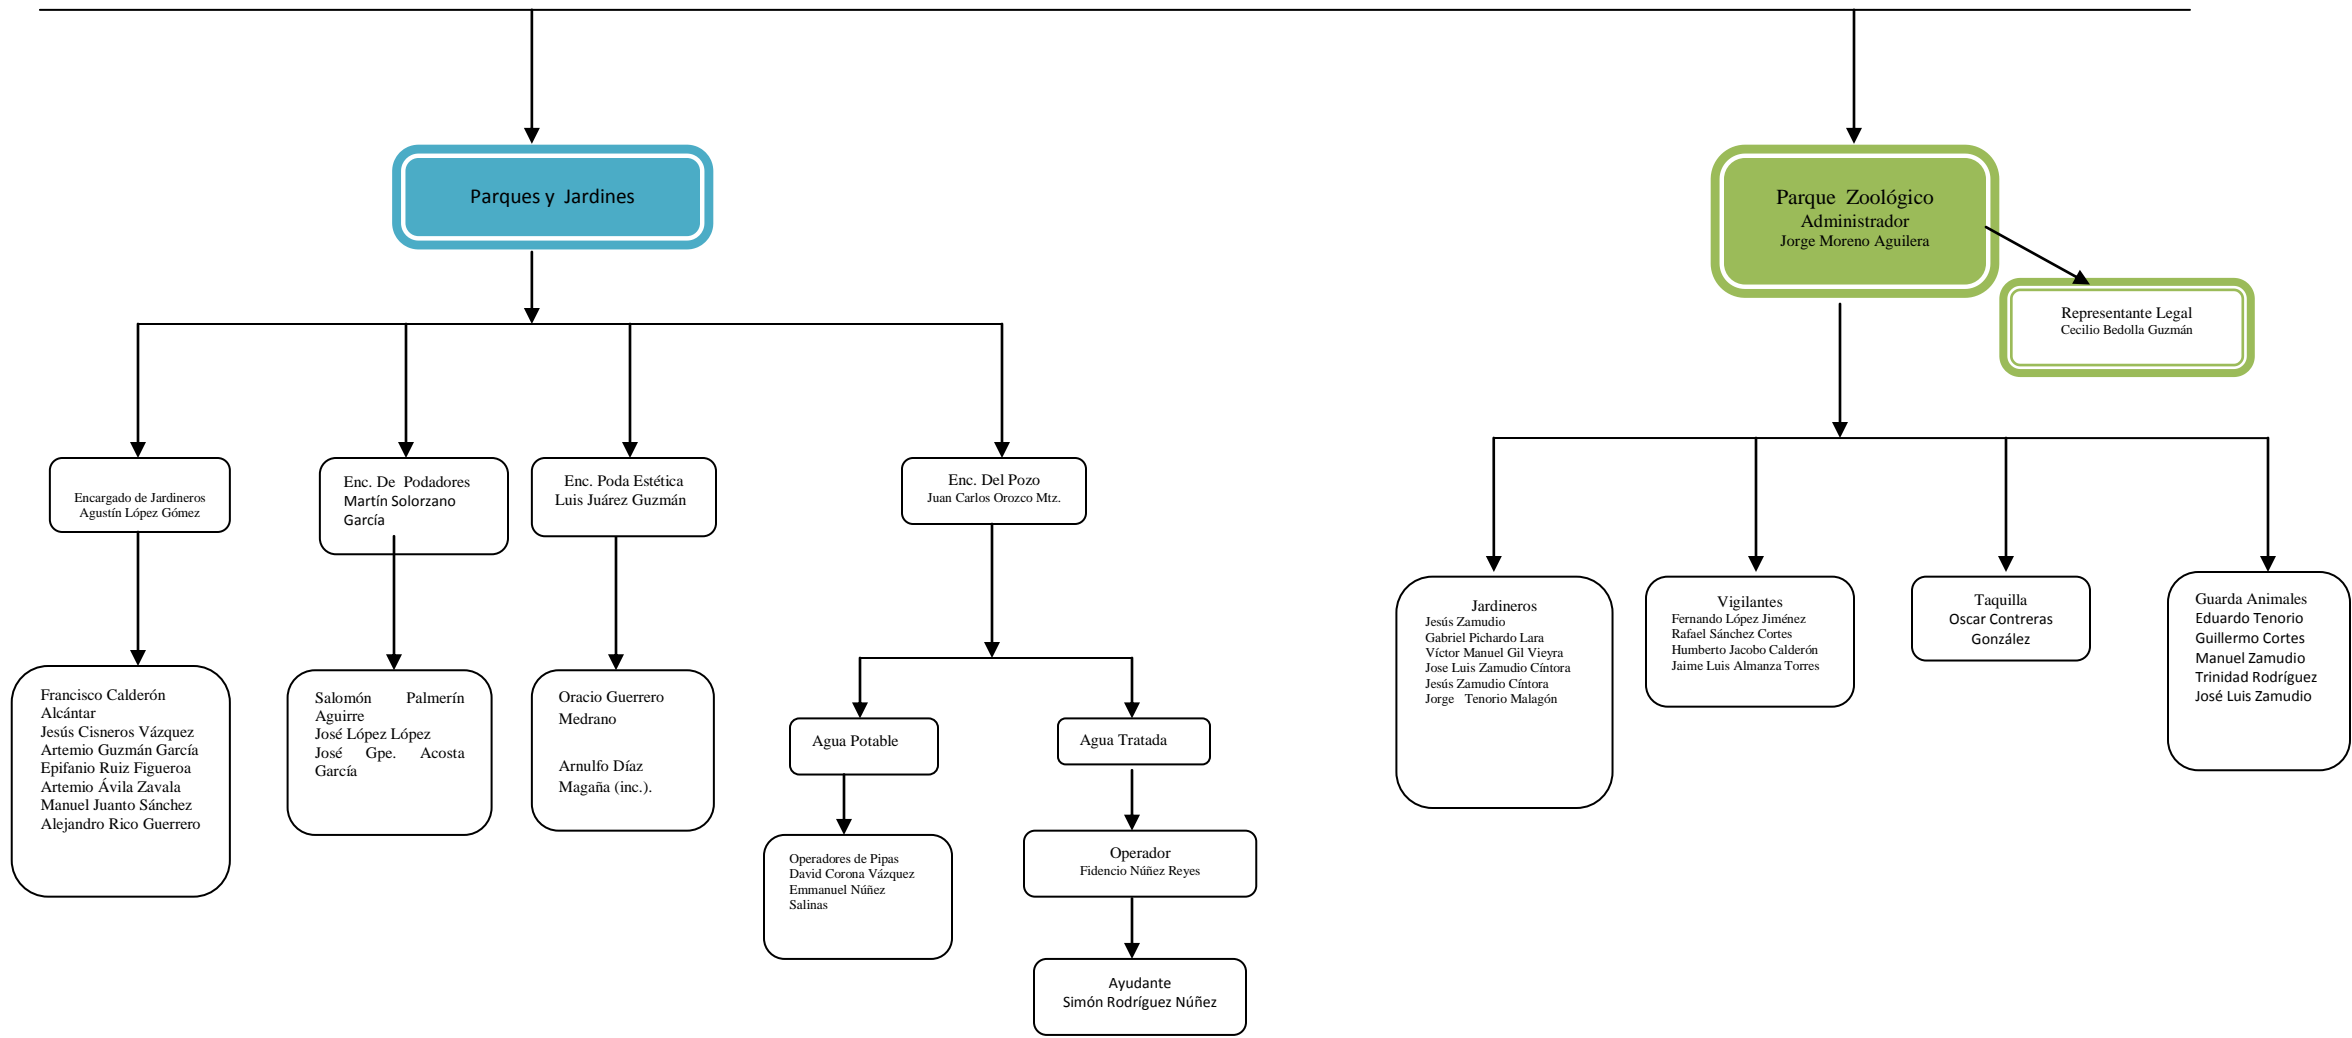 Parques y Jardines
Parque Zoológico
Administrador
Jorge Moreno Aguilera
Representante Legal
Cecilio Bedolla Guzmán
Encargado de Jardineros
Agustín López Gómez
Enc. De Podadores
Martín Solorzano
García
Enc. Poda Estética
Luis Juárez Guzmán
Enc. Del Pozo
Juan Carlos Orozco Mtz.
Jardineros
Jesús Zamudio
Gabriel Pichardo Lara
Víctor Manuel Gil Vieyra
Jose Luis Zamudio Cíntora
Jesús Zamudio Cíntora
Jorge Tenorio Malagón
Vigilantes
Fernando López Jiménez
Rafael Sánchez Cortes
Humberto Jacobo Calderón
Jaime Luis Almanza Torres
Taquilla
Oscar Contreras
González
Guarda Animales
Eduardo Tenorio
Guillermo Cortes
Manuel Zamudio
Trinidad Rodríguez
José Luis Zamudio
Francisco Calderón
Alcántar
Jesús Cisneros Vázquez
Artemio Guzmán García
Epifanio Ruiz Figueroa
Artemio Ávila Zavala
Manuel Juanto Sánchez
Alejandro Rico Guerrero
Salomón Palmerín
Aguirre
José López López
José Gpe. Acosta
García
Oracio Guerrero
Medrano
Arnulfo Díaz
Magaña (inc.).
Agua Potable
Agua Tratada
Operadores de Pipas
David Corona Vázquez
Emmanuel Núñez
Salinas
Operador
Fidencio Núñez Reyes
Ayudante
Simón Rodríguez Núñez